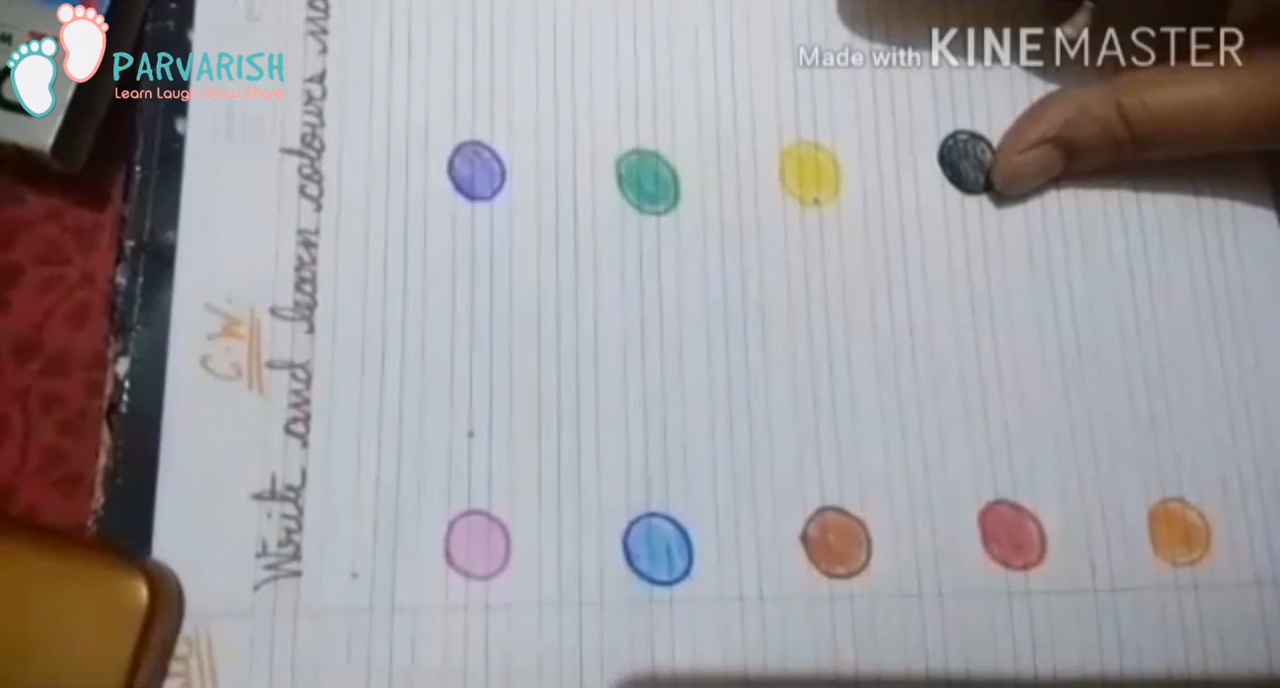 PARVARISH
Learn Laugh Grow Share
Made with KINEMASTER
C.W.
Write and learn colours